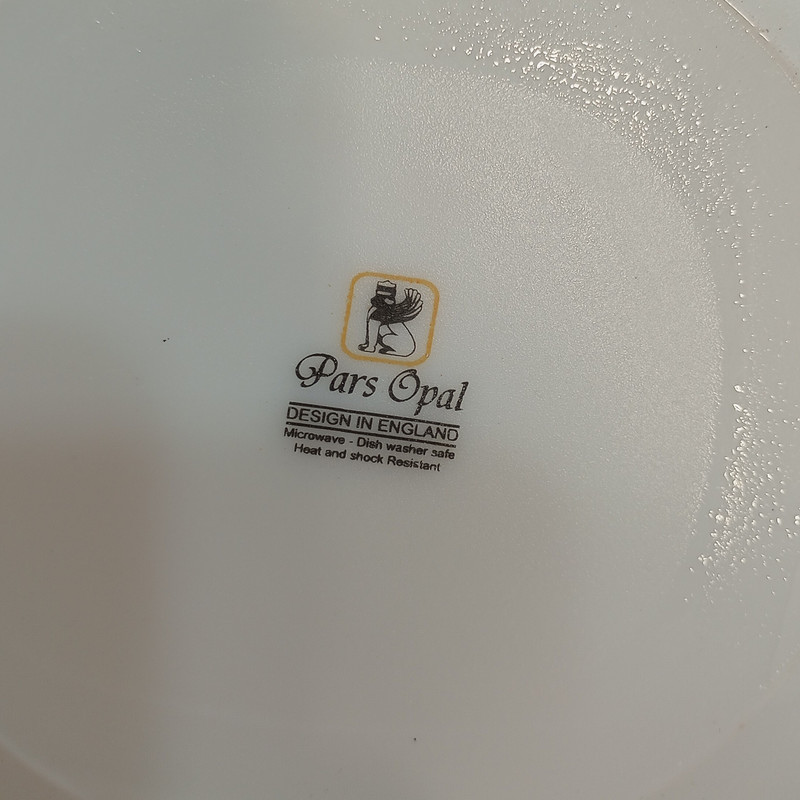 Pars Opal
DESIGN IN ENGLAND
Microwave - Dish washer safe
Heat and shock Resistant